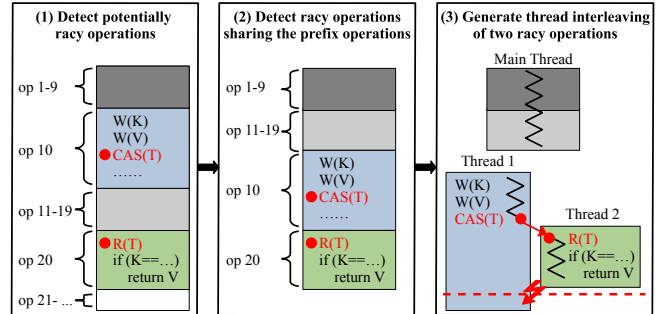 (1) Detect potentially
racy operations
op 1-9
op 10
W(K)
W(V)
CAS(T)
......
op 11-19
op 20
R(T)
if (K==…)
return V
op 21- ...
(2) Detect racy operations
sharing the prefix operations
op 1-9
op 11-19
op 10
W(K)
W(V)
CAS(T)
......
op 20
R(T)
if (K==…)
return V
(3) Generate thread interleaving
of two racy operations
Main Thread
Thread 1
W(K)
W(V)
CAS(T)
Thread 2
R(T)
if (K==…)
return V